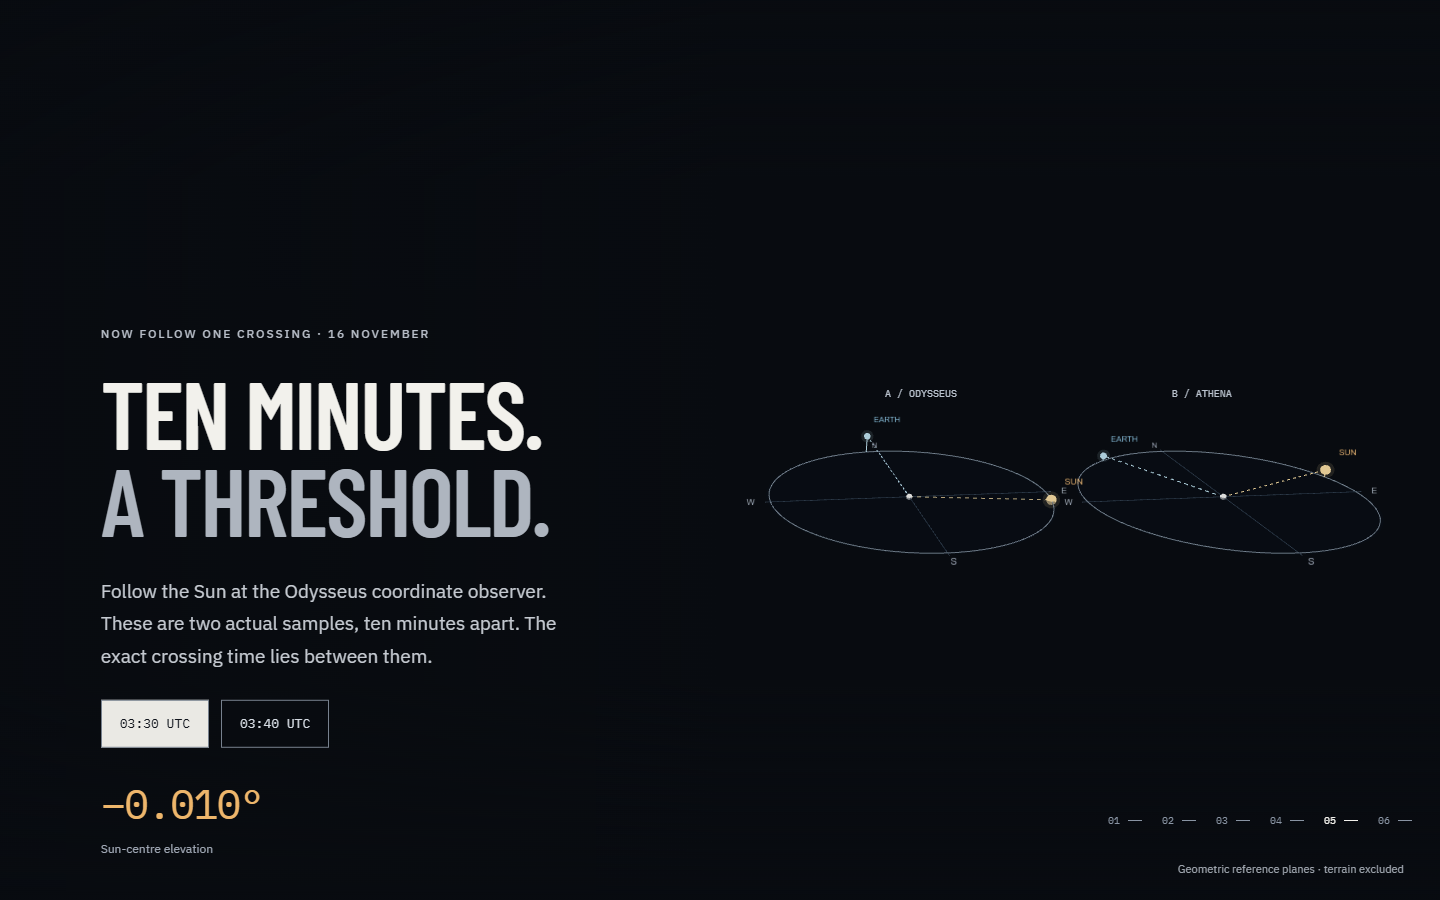 NOW FOLLOW ONE CROSSING · 16 NOVEMBER
TEN MINUTES.
A THRESHOLD.
Follow the Sun at the Odysseus coordinate observer.
These are two actual samples, ten minutes apart. The
exact crossing time lies between them.
03:30 UTC
03:40 UTC
−0.010°
Sun-centre elevation
A / ODYSSEUS
EARTH
N
W
SUN
E
S
B / ATHENA
EARTH
N
SUN
W
E
S
01
02
03
04
05
06
Geometric reference planes · terrain excluded